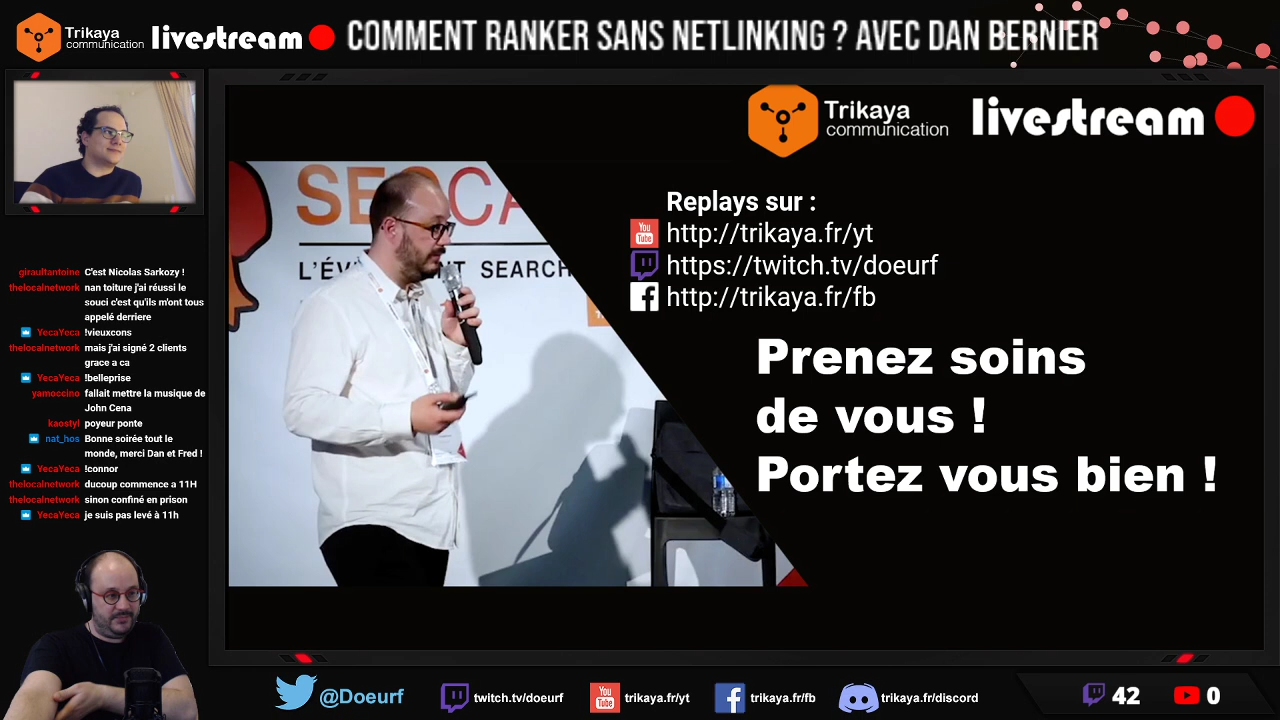 Trikaya
communication
livestream
COMMENT RANKER SANS NETLINKING ? AVEC DAN BERNIER
Trikaya
communication
livestream
SEOCA
L'ÉV
ENT SEARCH
Replays sur :
You
Tube
http://trikaya.fr/yt
https://twitch.tv/doeurf
http://trikaya.fr/fb
Prenez soins
de vous !
Portez vous bien !
giraultantoine C'est Nicolas Sarkozy !
thelocalnetwork nan toiture j'ai réussi le
souci c'est qu'ils m'ont tous
appelé derriere
YecaYeca !vieuxcons
thelocalnetwork mais j'ai signé 2 clients
grace a ca
YecaYeca !belleprise
yamoccino fallait mettre la musique de
John Cena
kaostyl poyeur ponte
nat_hos Bonne soirée tout le
monde, merci Dan et Fred !
YecaYeca !connor
thelocalnetwork ducoup commence a 11H
thelocalnetwork sinon confiné en prison
YecaYeca je suis pas levé à 11h
@Doeurf
twitch.tv/doeurf
You
Tube
trikaya.fr/yt
trikaya.fr/fb
trikaya.fr/discord
42
0